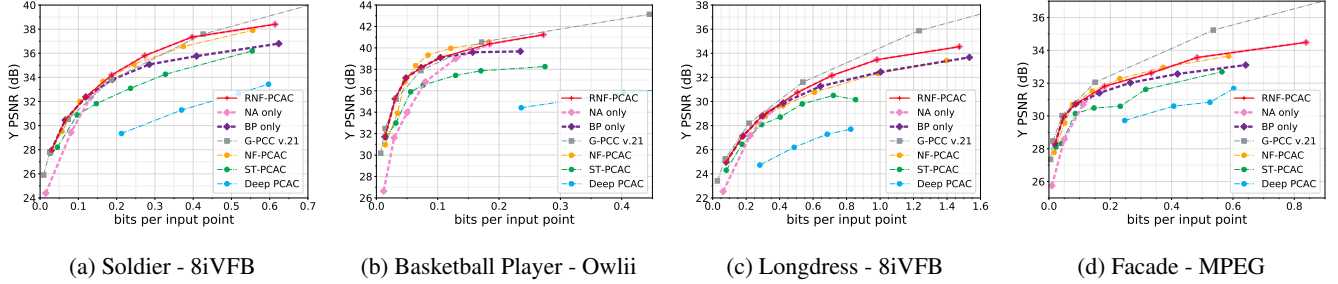 Y PSNR (dB)
40
38
36
34
32
30
28
26
24
0.0 0.1 0.2 0.3 0.4 0.5 0.6 0.7
bits per input point
RNF-PCAC
NA only
BP only
G-PCC v.21
NF-PCAC
ST-PCAC
Deep PCAC
(a) Soldier - 8iVFB
Y PSNR (dB)
44
42
40
38
36
34
32
30
28
26
0.0 0.1 0.2 0.3 0.4
bits per input point
RNF-PCAC
NA only
BP only
G-PCC v.21
NF-PCAC
ST-PCAC
Deep PCAC
(b) Basketball Player - Owlii
Y PSNR (dB)
38
36
34
32
30
28
26
24
22
0.0 0.2 0.4 0.6 0.8 1.0 1.2 1.4 1.6
bits per input point
RNF-PCAC
NA only
BP only
G-PCC v.21
NF-PCAC
ST-PCAC
Deep PCAC
(c) Longdress - 8iVFB
Y PSNR (dB)
36
34
32
30
28
26
0.0 0.2 0.4 0.6 0.8
bits per input point
RNF-PCAC
NA only
BP only
G-PCC v.21
NF-PCAC
ST-PCAC
Deep PCAC
(d) Facade - MPEG